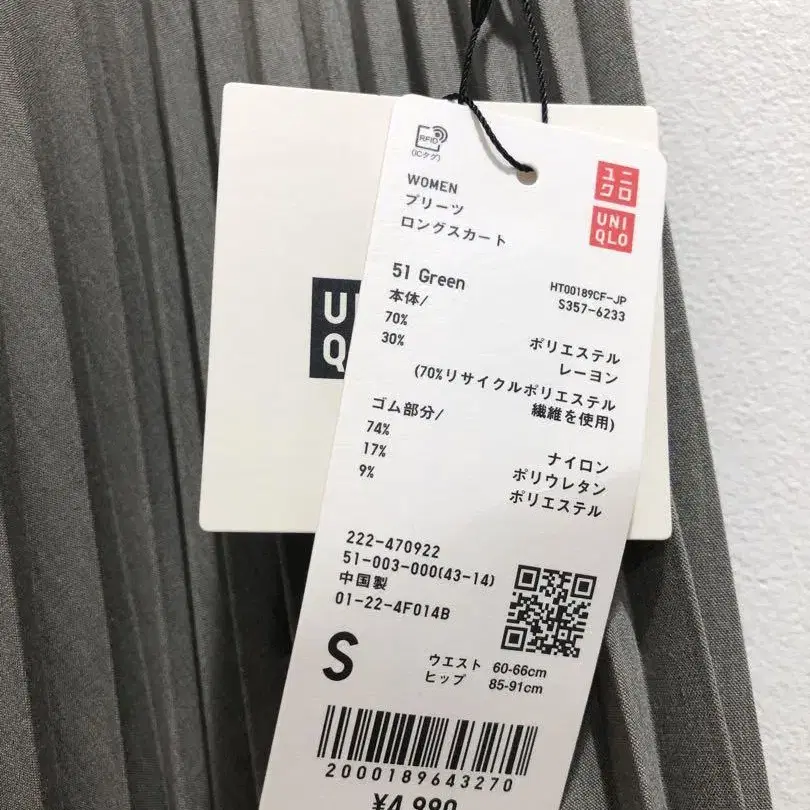 RFID
(ICタグ)
WOMEN
プリーツ
ロングスカート
ユニ
クロ
UNI
QLO
51 Green
HT00189CF-JP
S357-6233
本体/
70% ポリエステル
30% レーヨン
(70%リサイクルポリエステル
繊維を使用)
ゴム部分/
74% ナイロン
17% ポリウレタン
9% ポリエステル
222-470922
51-003-000(43-14)
中国製
01-22-4F014B
S
ウエスト 60-66cm
ヒップ 85-91cm
2000189643270
¥4,990
U
Q